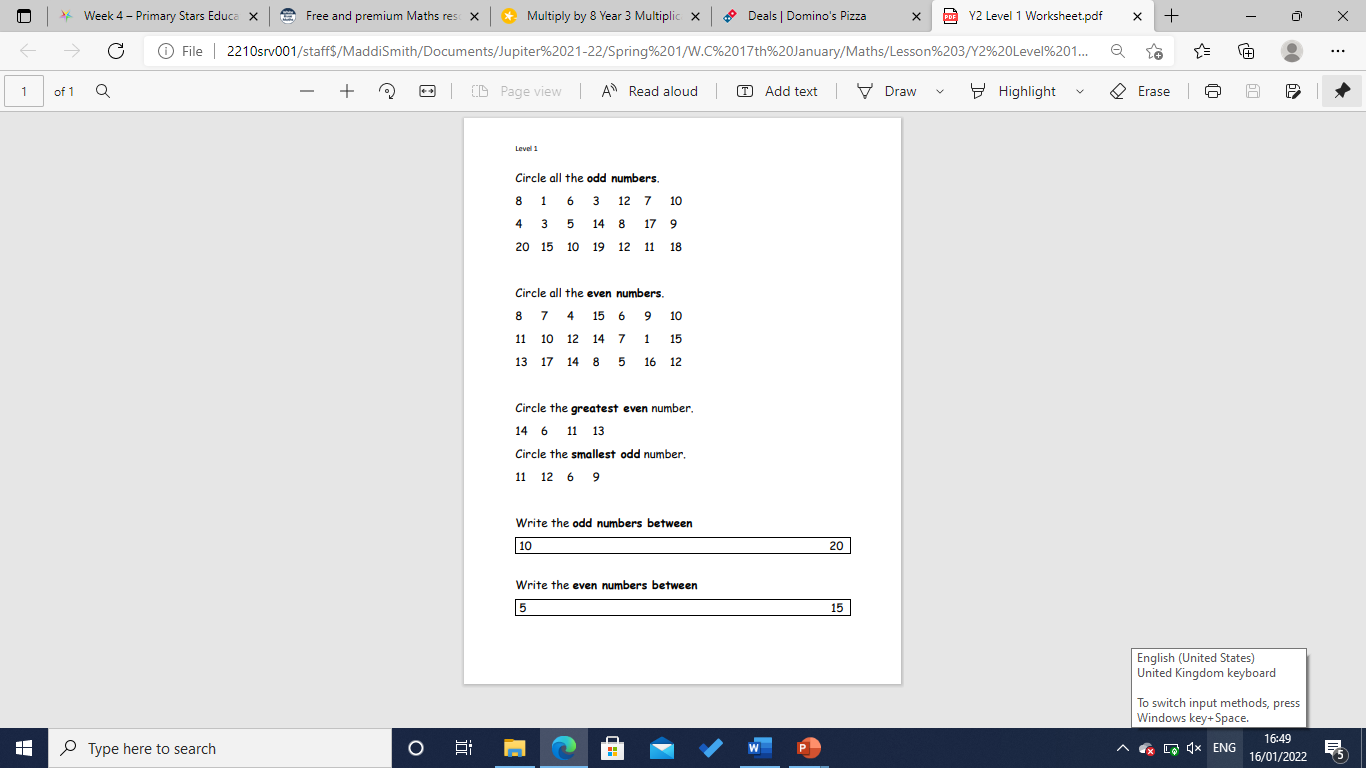 Week 4 – Primary Stars Educa
Free and premium Maths res
Multiply by 8 Year 3 Multiplic
Deals | Domino's Pizza
PDF
Y2 Level 1 Worksheet.pdf
File
2210srv001/staff$/MaddiSmith/Documents/Jupiter%2021-22/Spring%201/W.C%2017th%20January/Maths/Lesson%203/Y2%20Level%201...
1 of 1
Page view
Read aloud
Add text
Draw
Highlight
Erase
Level 1
Circle all the odd numbers.
8 1 6 3 12 7 10
4 3 5 14 8 17 9
20 15 10 19 12 11 18
Circle all the even numbers.
8 7 4 15 6 9 10
11 10 12 14 7 1 15
13 17 14 8 5 16 12
Circle the greatest even number.
14 6 11 13
Circle the smallest odd number.
11 12 6 9
Write the odd numbers between
10 20
Write the even numbers between
5 15
English (United States)
United Kingdom keyboard
To switch input methods, press
Windows key+Space.
Type here to search
ENG
16:49
16/01/2022
5